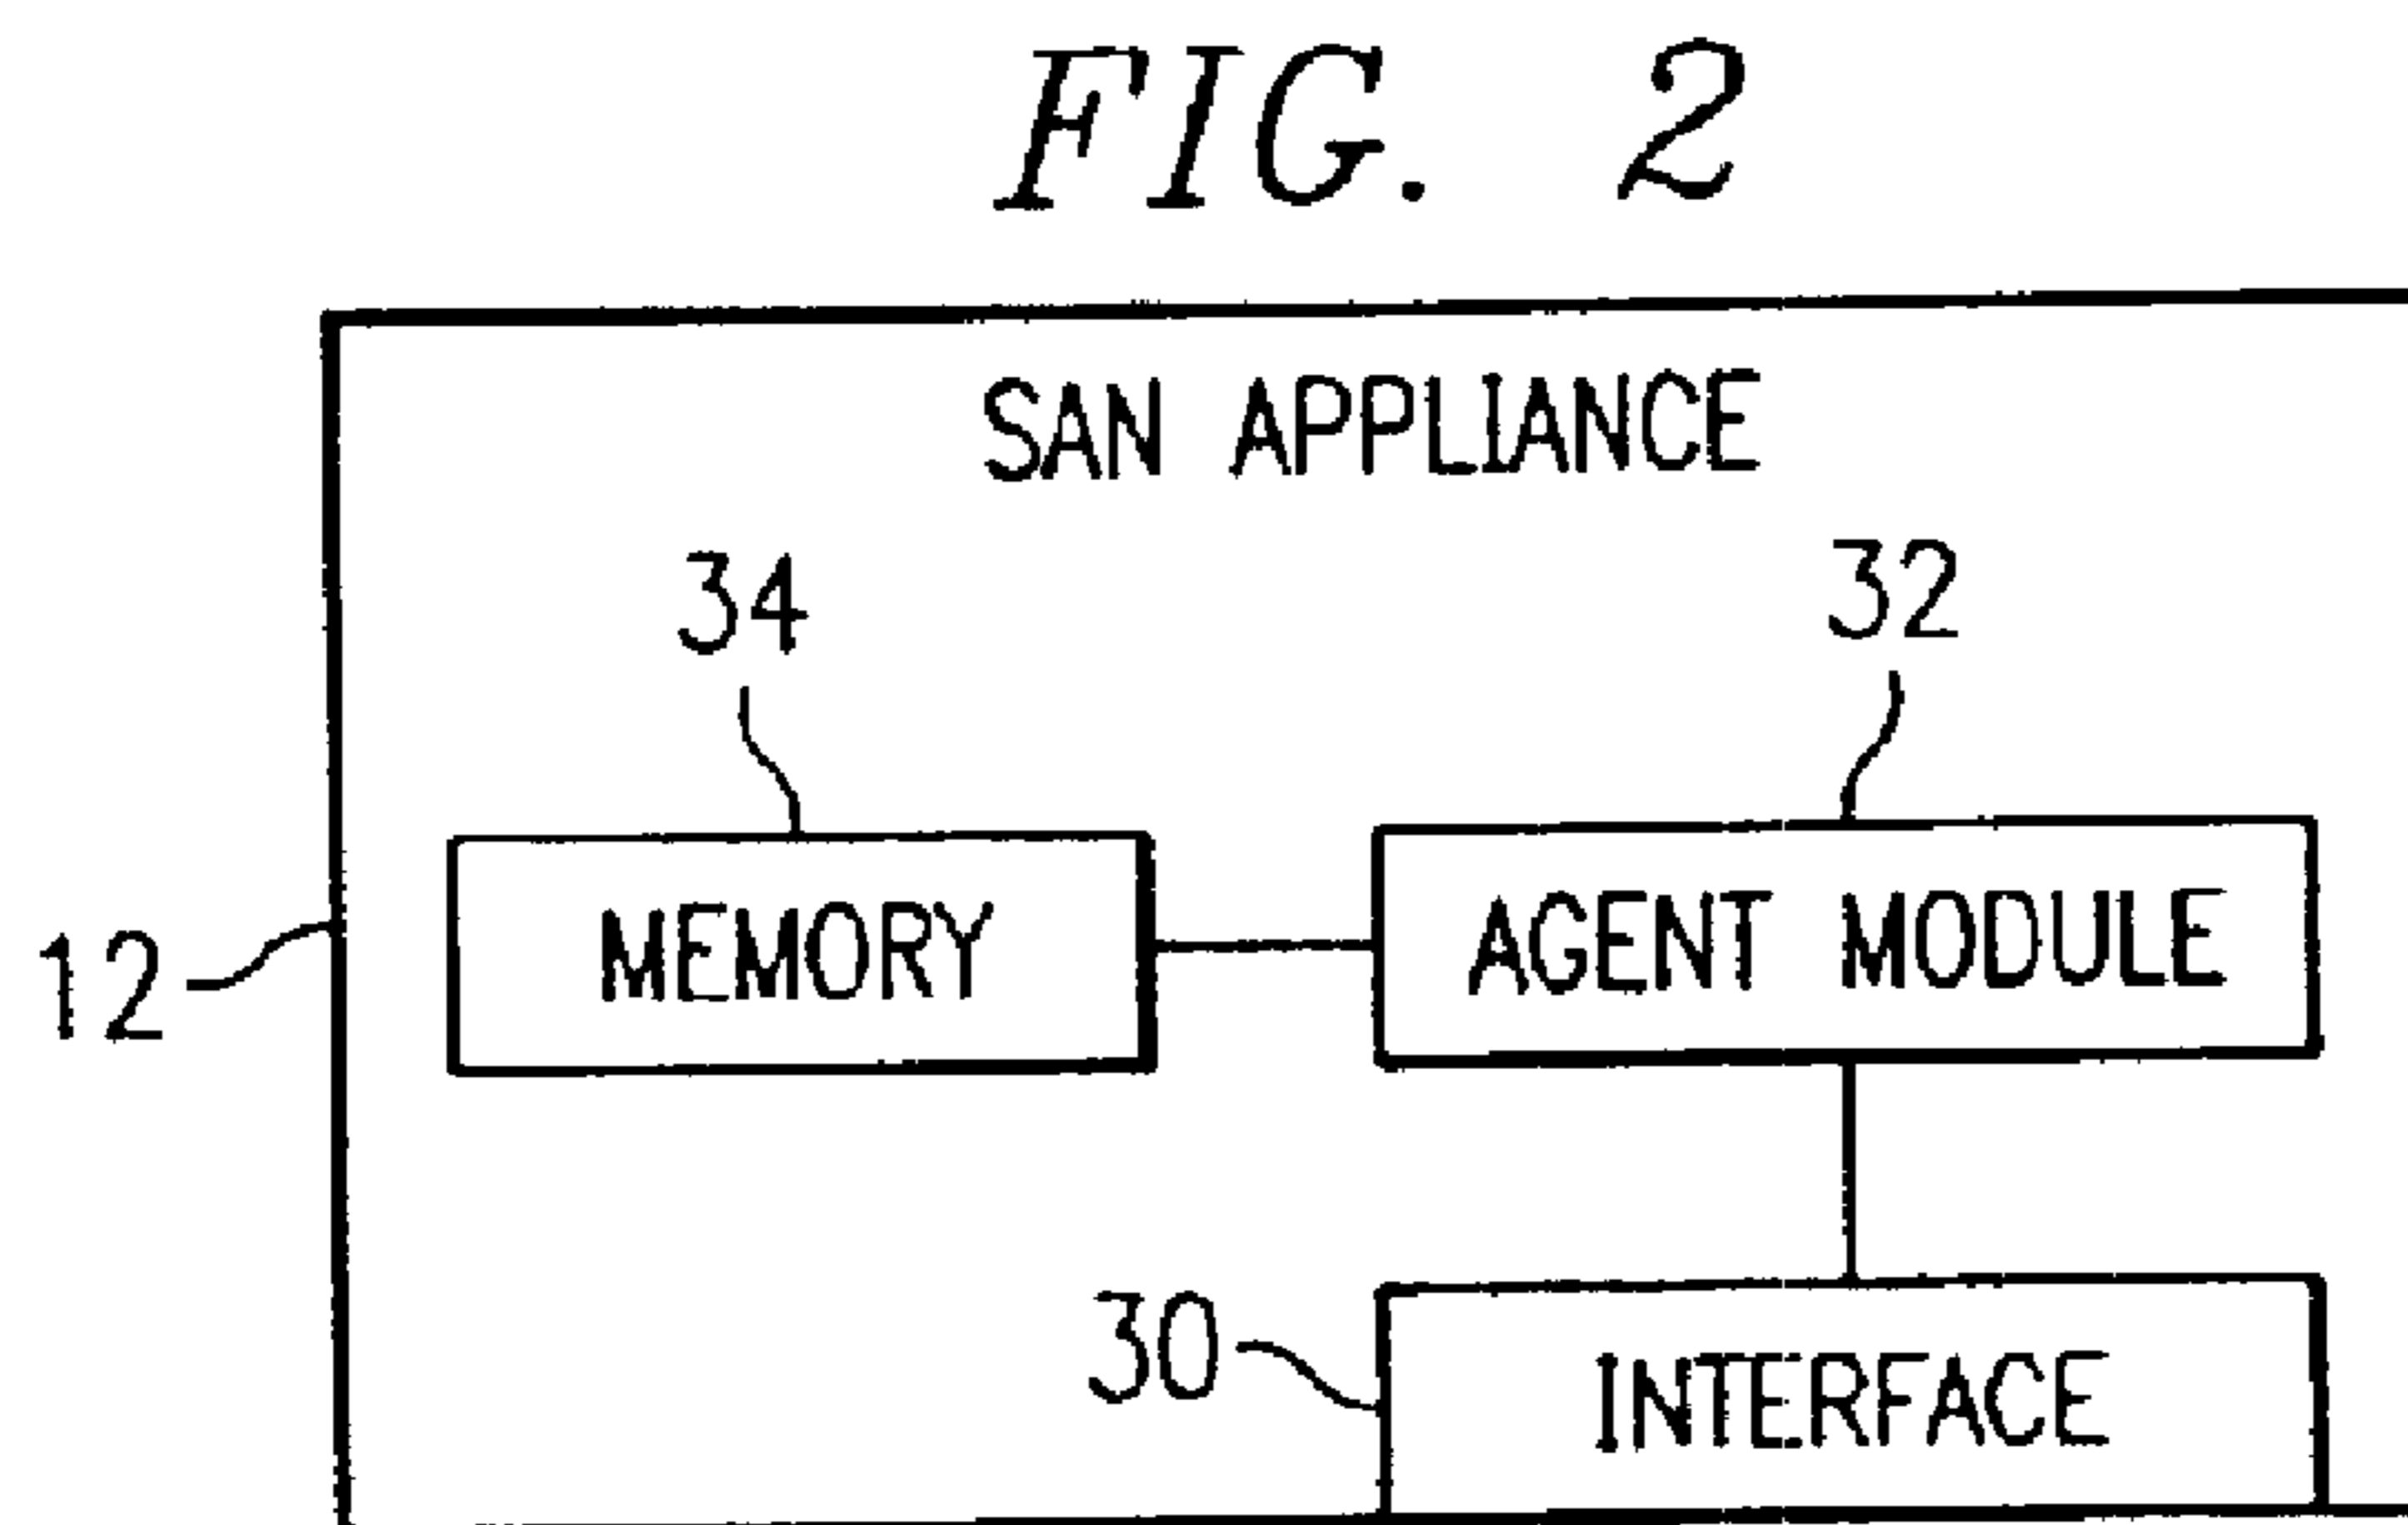 FIG. 2
SAN APPLIANCE
34
32
MEMORY
AGENT MODULE
12
30
INTERFACE